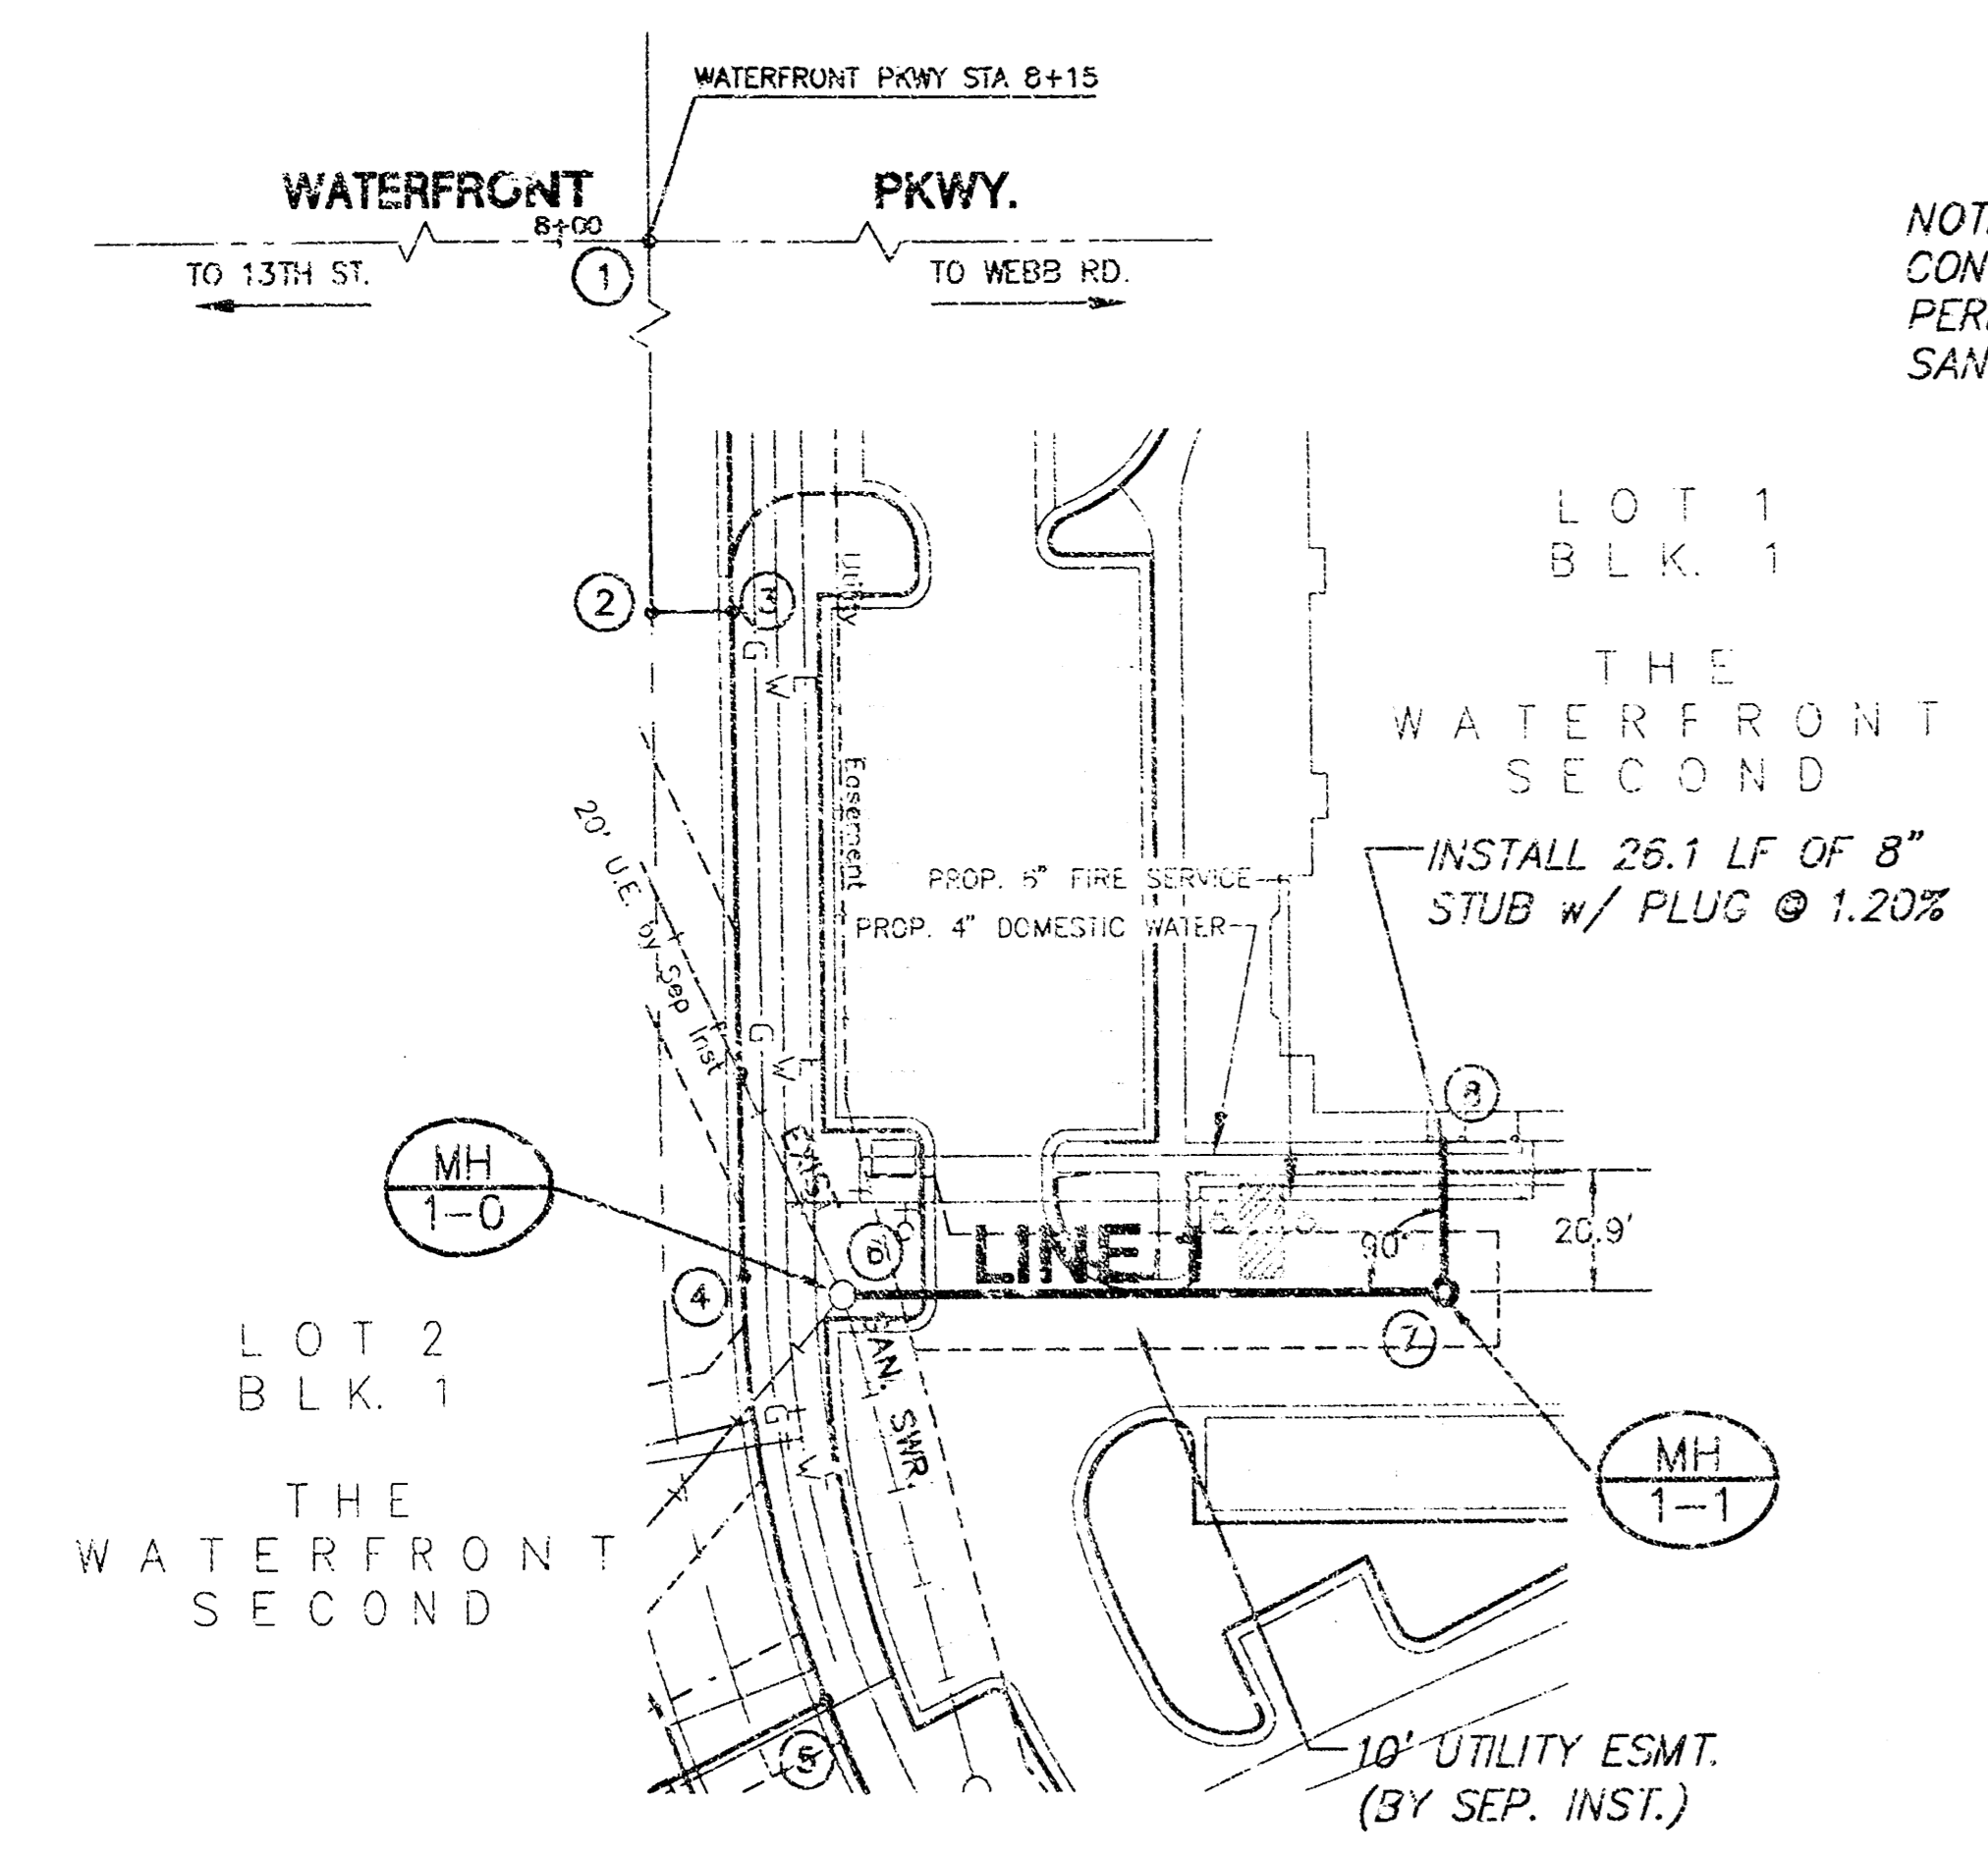 WATERFRONT PKWY STA 8+15
WATERFRONT PKWY.
8+00
TO 13TH ST.
1
TO WEBB RD.
NOT
CON
PER
SAN
LOT 1
BLK. 1
THE
WATERFRONT
SECOND
2
3
Utility
Easement
G
W
E
20' U.E. by Sep Inst
PROP. 6" FIRE SERVICE
PROP. 4" DOMESTIC WATER
INSTALL 26.1 LF OF 8"
STUB w/ PLUG @ 1.20%
G
W
E
8
MH
1-0
EXIST.
6
LINE
90°
20.9'
4
7
SAN. SWR.
LOT 2
BLK. 1
THE
WATERFRONT
SECOND
G
W
MH
1-1
5
10' UTILITY ESMT.
(BY SEP. INST.)